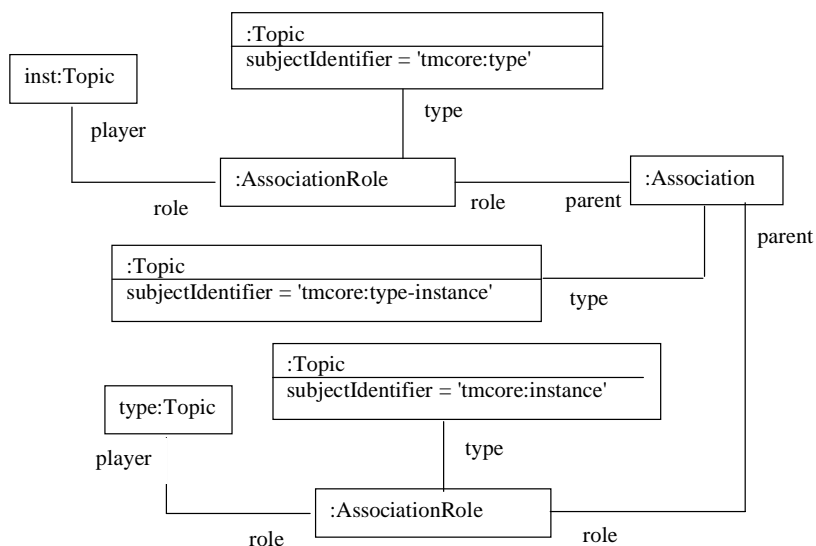 :Topic
subjectIdentifier = 'tmcore:type'
inst:Topic
type
player
:AssociationRole
:Association
role
role
parent
parent
:Topic
subjectIdentifier = 'tmcore:type-instance'
type
:Topic
subjectIdentifier = 'tmcore:instance'
type:Topic
type
player
:AssociationRole
role
role